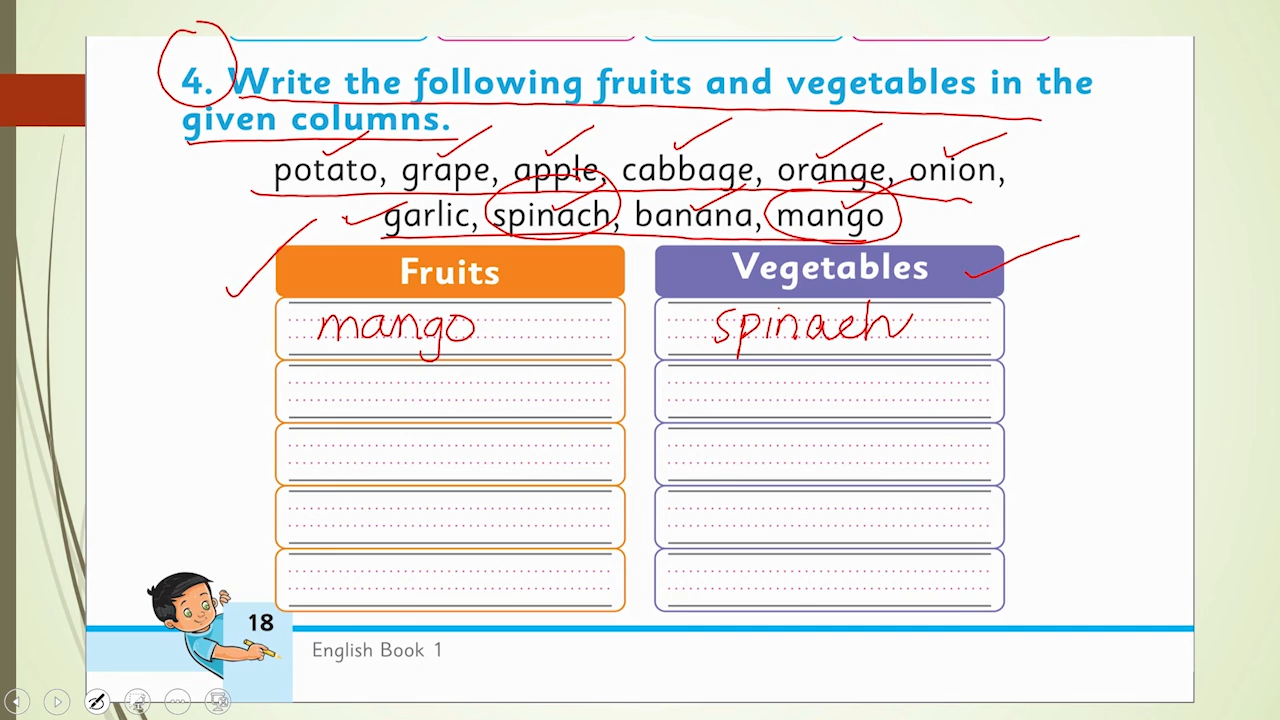 4. Write the following fruits and vegetables in the
given columns.
potato, grape, apple, cabbage, orange, onion,
garlic, spinach, banana, mango
Fruits
Vegetables
mango
spinach
18
English Book 1